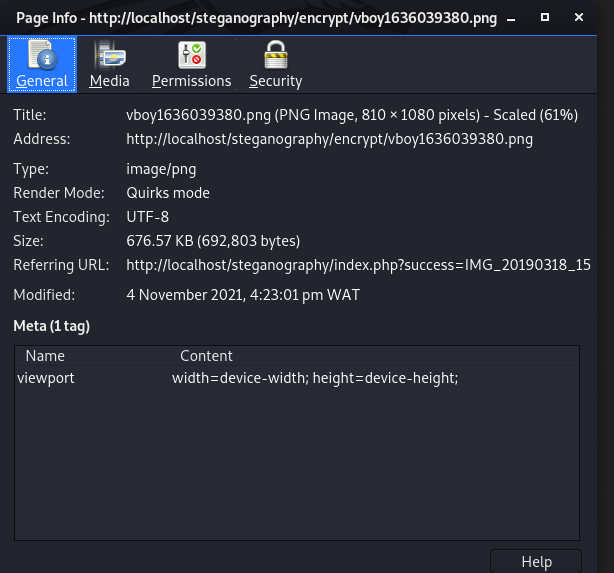 Page Info - http://localhost/steganography/encrypt/vboy1636039380.png
General Media Permissions Security
Title: vboy1636039380.png (PNG Image, 810 × 1080 pixels) - Scaled (61%)
Address: http://localhost/steganography/encrypt/vboy1636039380.png
Type: image/png
Render Mode: Quirks mode
Text Encoding: UTF-8
Size: 676.57 KB (692,803 bytes)
Referring URL: http://localhost/steganography/index.php?success=IMG_20190318_15
Modified: 4 November 2021, 4:23:01 pm WAT
Meta (1 tag)
Name Content
viewport width=device-width; height=device-height;
Help